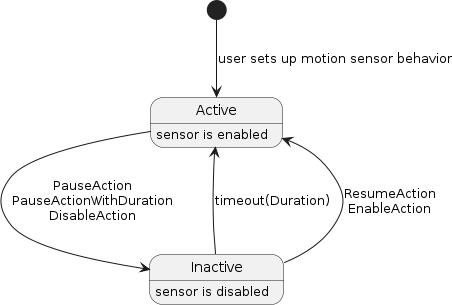 user sets up motion sensor behavior
Active
sensor is enabled
PauseAction
PauseActionWithDuration
DisableAction
timeout(Duration)
ResumeAction
EnableAction
Inactive
sensor is disabled